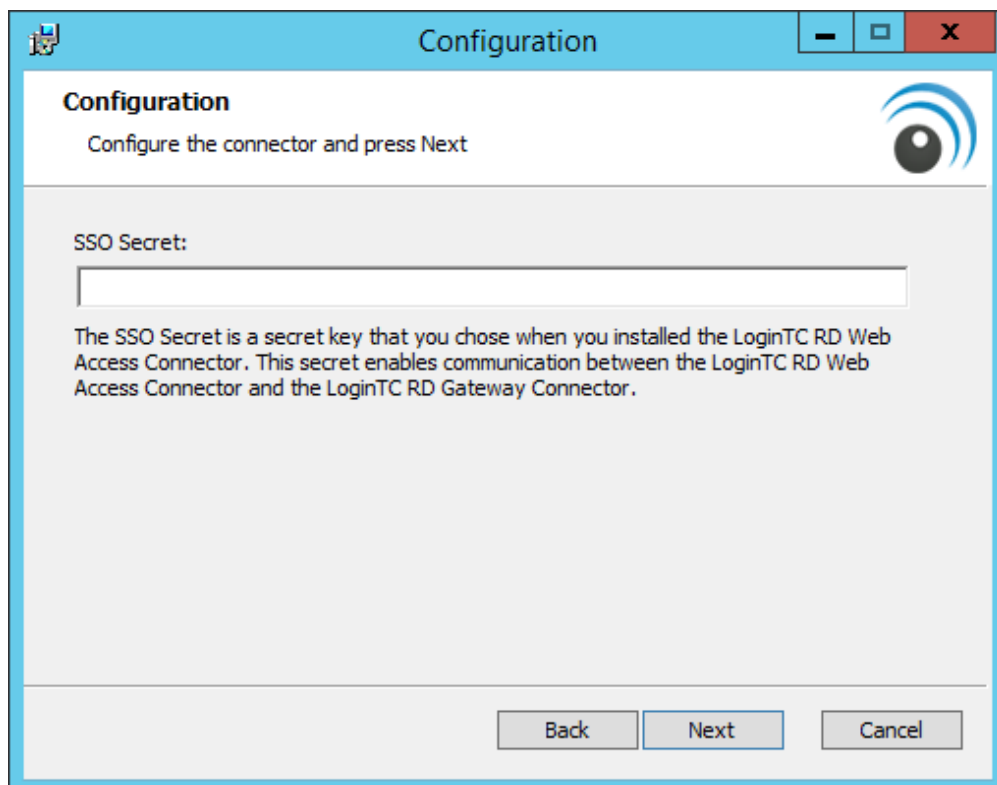 Configuration
Configuration
Configure the connector and press Next
SSO Secret:
The SSO Secret is a secret key that you chose when you installed the LoginTC RD Web
Access Connector. This secret enables communication between the LoginTC RD Web
Access Connector and the LoginTC RD Gateway Connector.
Back Next Cancel